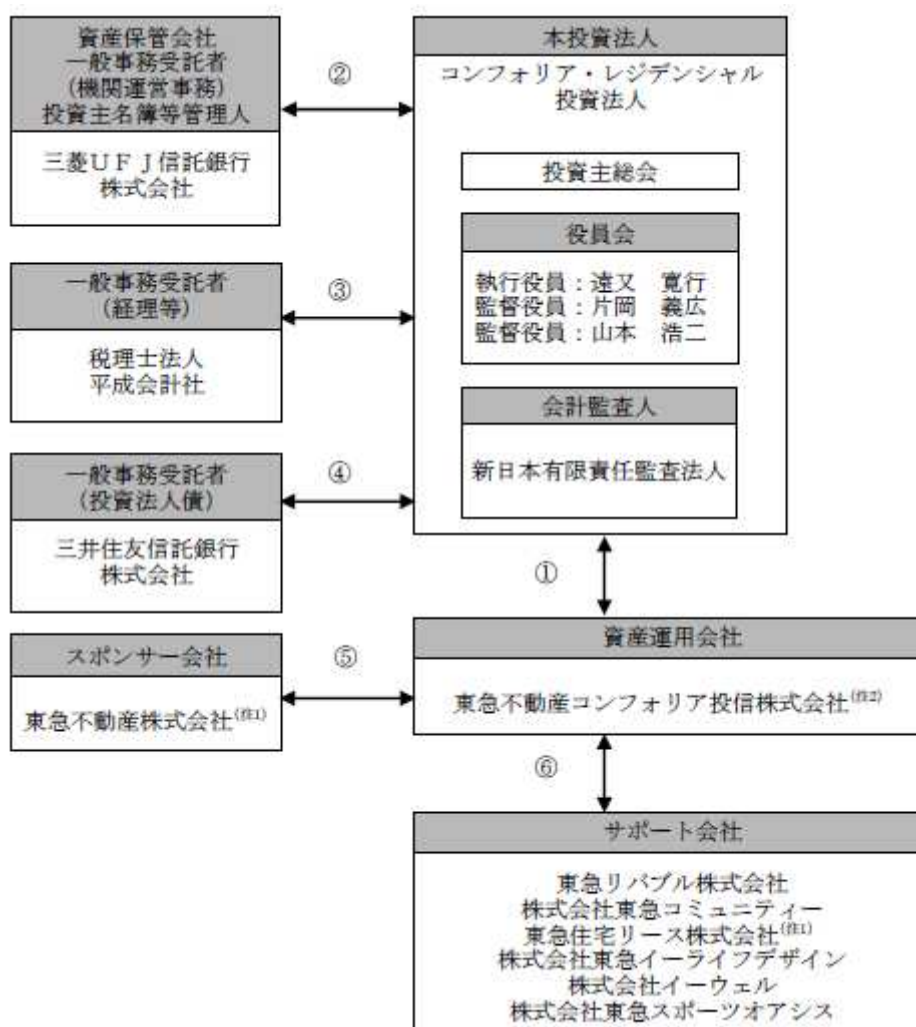 資産保管会社
一般事務受託者
(機関運営事務)
投資主名簿等管理人
三菱ＵＦＪ信託銀行
株式会社
②
本投資法人
コンフォリア・レジデンシャル
投資法人
投資主総会
役員会
執行役員：遠又　寛行
監督役員：片岡　義広
監督役員：山本　浩二
会計監査人
新日本有限責任監査法人
一般事務受託者
(経理等)
税理士法人
平成会計社
③
一般事務受託者
(投資法人債)
三井住友信託銀行
株式会社
④
①
スポンサー会社
東急不動産株式会社(注1)
⑤
資産運用会社
東急不動産コンフォリア投信株式会社(注2)
⑥
サポート会社
東急リバブル株式会社
株式会社東急コミュニティー
東急住宅リース株式会社(注1)
株式会社東急イーライフデザイン
株式会社イーウェル
株式会社東急スポーツオアシス